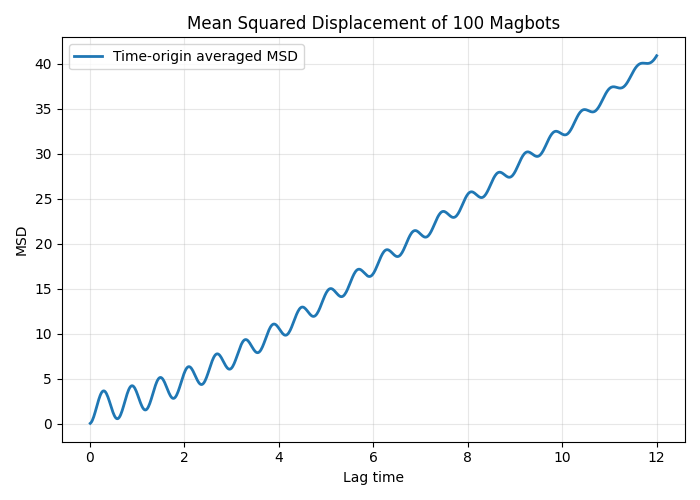 Mean Squared Displacement of 100 Magbots
Time-origin averaged MSD
MSD
40
35
30
25
20
15
10
5
0
0 2 4 6 8 10 12
Lag time